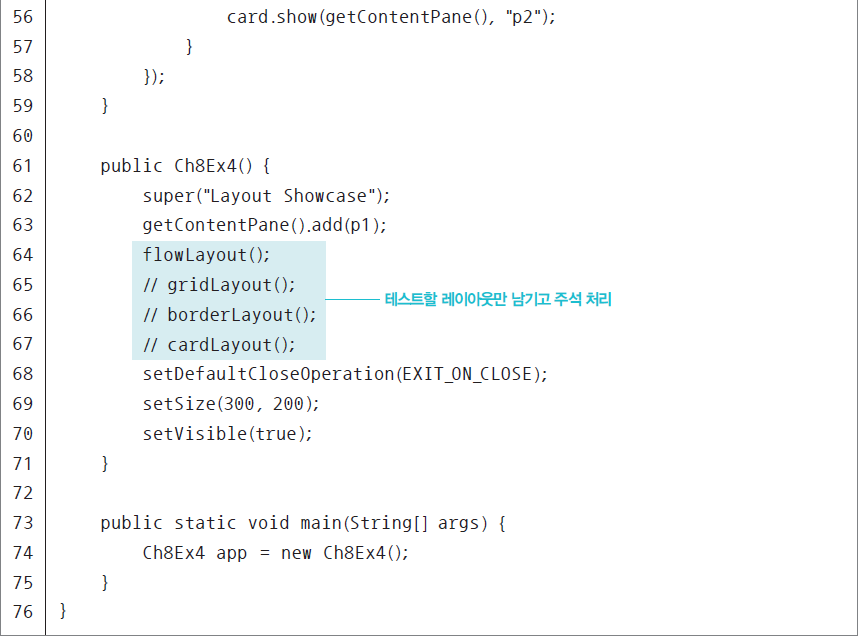 56 card.show(getContentPane(), "p2");
57 }
58 });
59 }
60
61 public Ch8Ex4() {
62 super("Layout Showcase");
63 getContentPane().add(p1);
64 flowLayout();
65 // gridLayout(); 테스트할 레이아웃만 남기고 주석 처리
66 // borderLayout();
67 // cardLayout();
68 setDefaultCloseOperation(EXIT_ON_CLOSE);
69 setSize(300, 200);
70 setVisible(true);
71 }
72
73 public static void main(String[] args) {
74 Ch8Ex4 app = new Ch8Ex4();
75 }
76 }